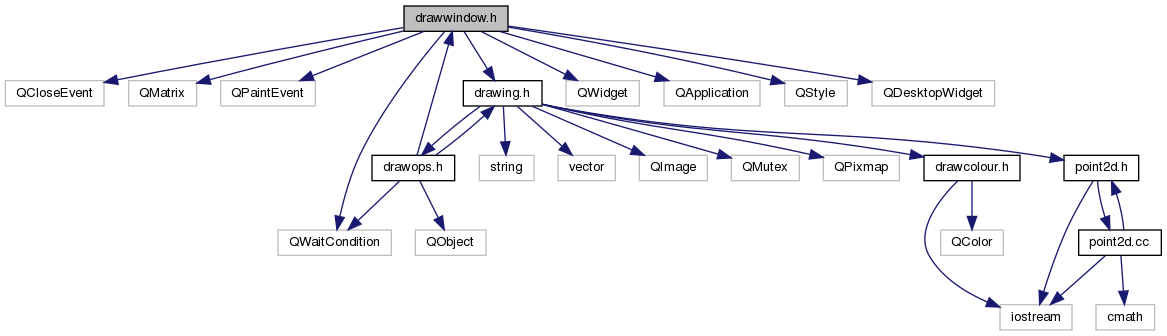 drawwindow.h
QCloseEvent
QMatrix
QPaintEvent
drawing.h
QWidget
QApplication
QStyle
QDesktopWidget
drawops.h
string
vector
QImage
QMutex
QPixmap
drawcolour.h
point2d.h
QWaitCondition
QObject
QColor
point2d.cc
iostream
cmath